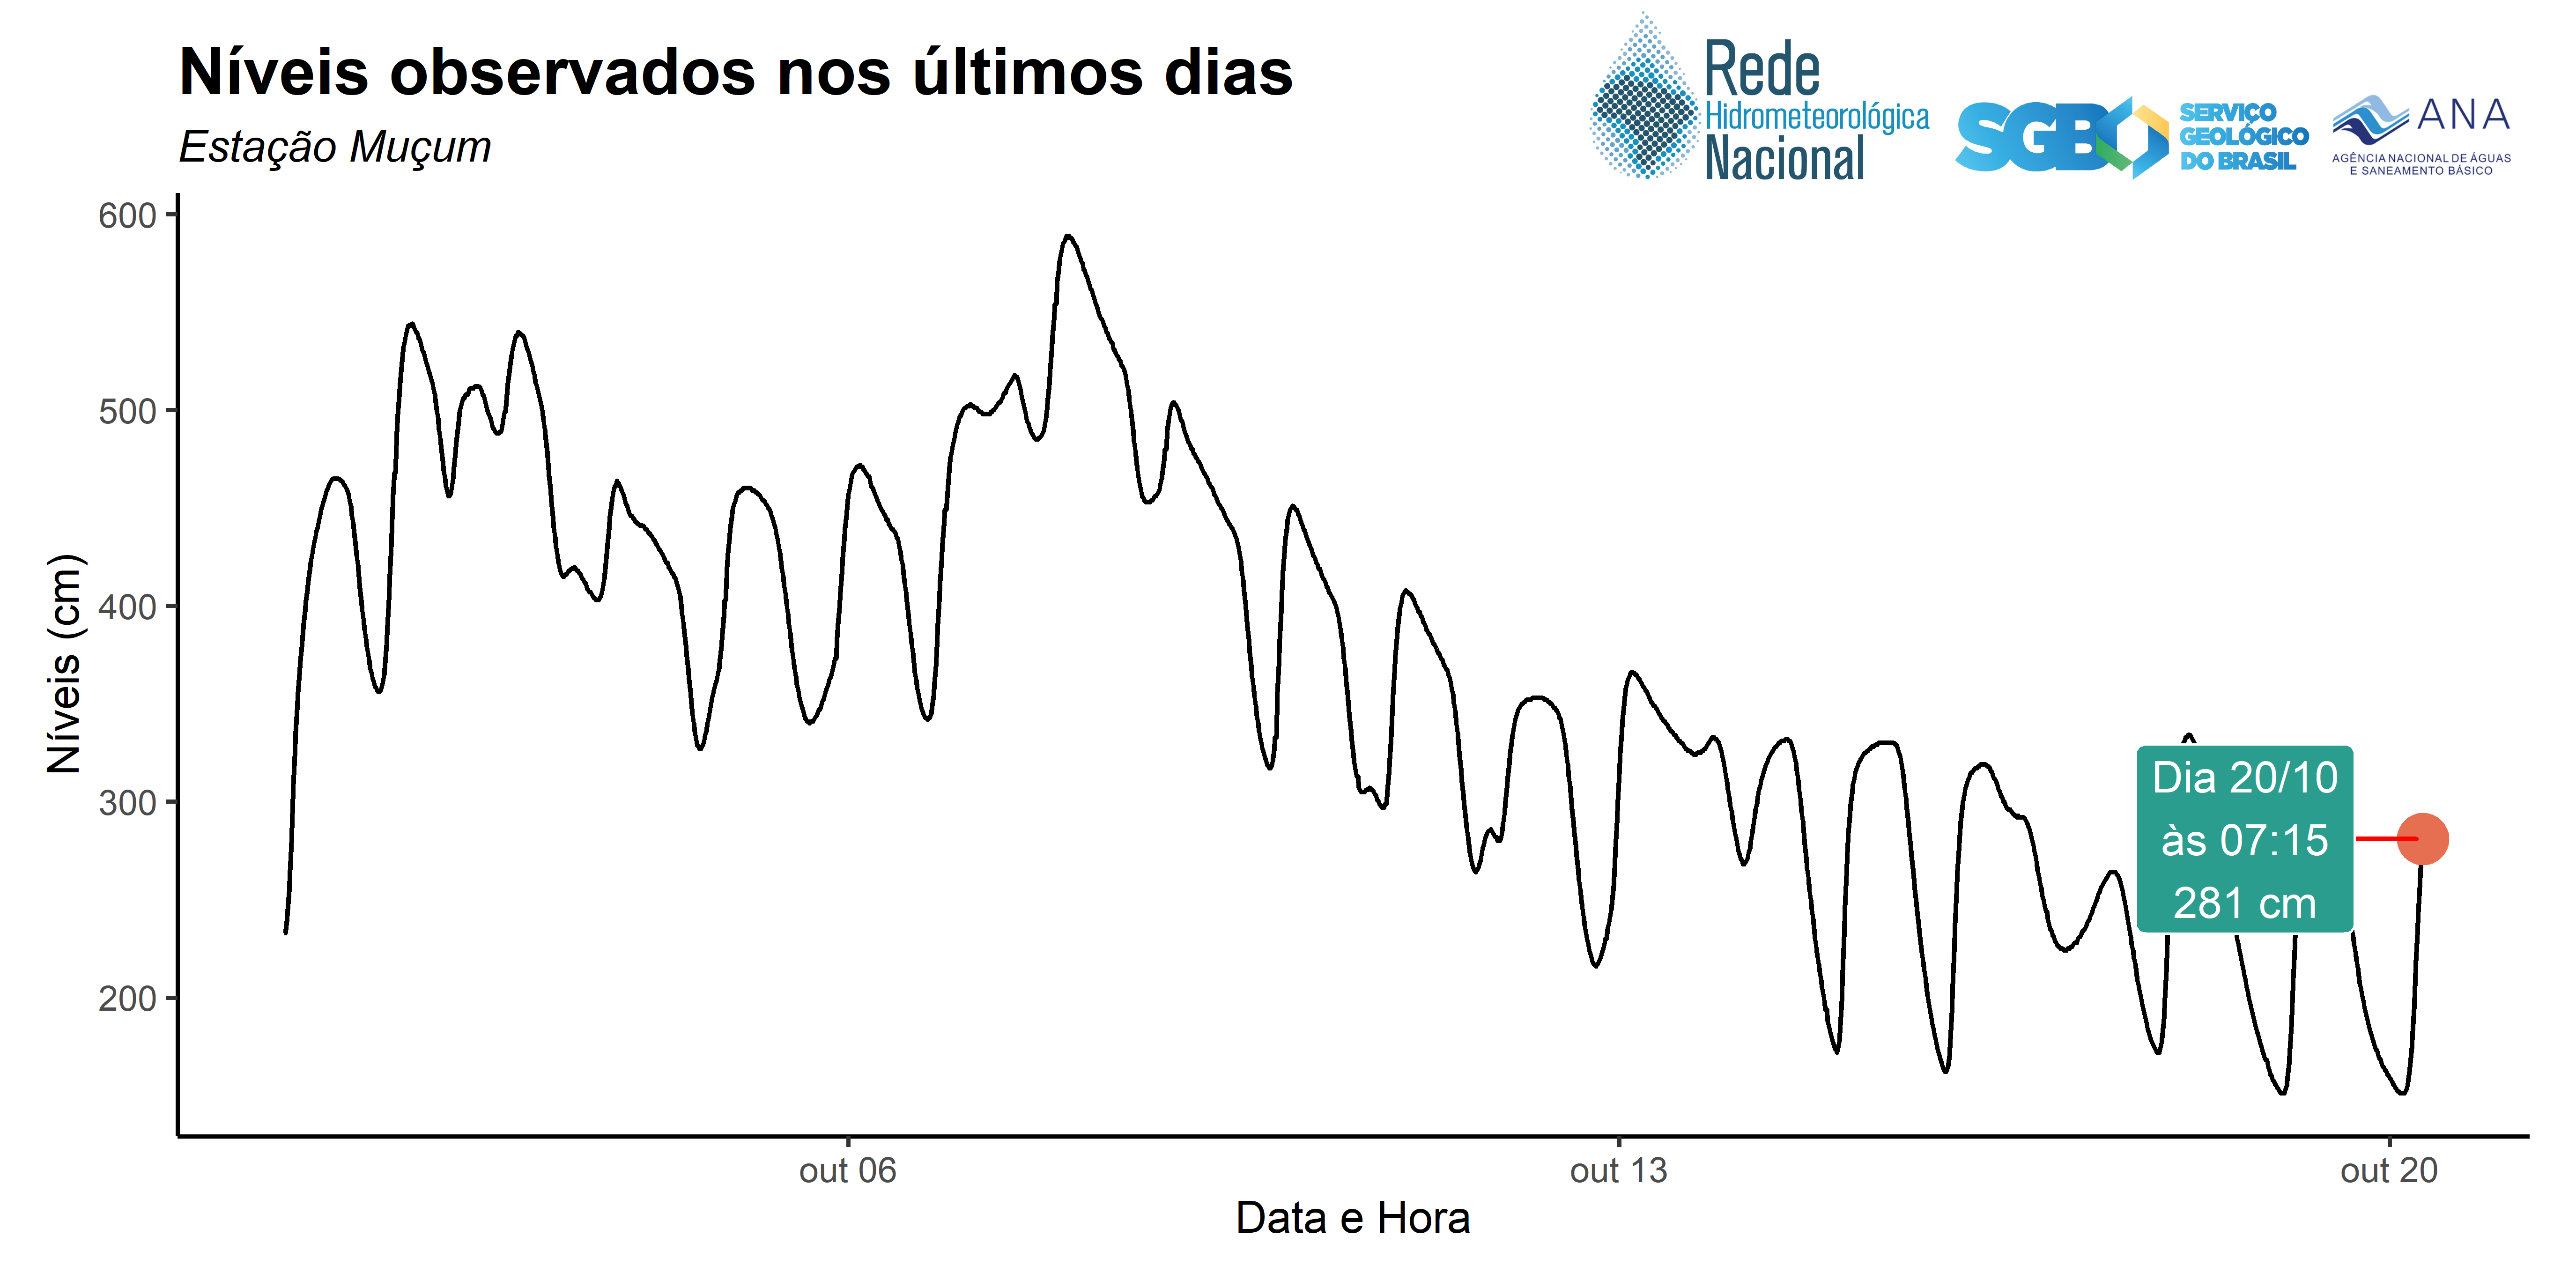 Níveis observados nos últimos dias
Estação Muçum
Rede
Hidrometeorológica
Nacional
SGB
SERVIÇO
GEOLÓGICO
DO BRASIL
ANA
AGÊNCIA NACIONAL DE ÁGUAS
E SANEAMENTO BÁSICO
Níveis (cm)
600
500
400
300
200
Dia 20/10
às 07:15
281 cm
out 06
out 13
out 20
Data e Hora